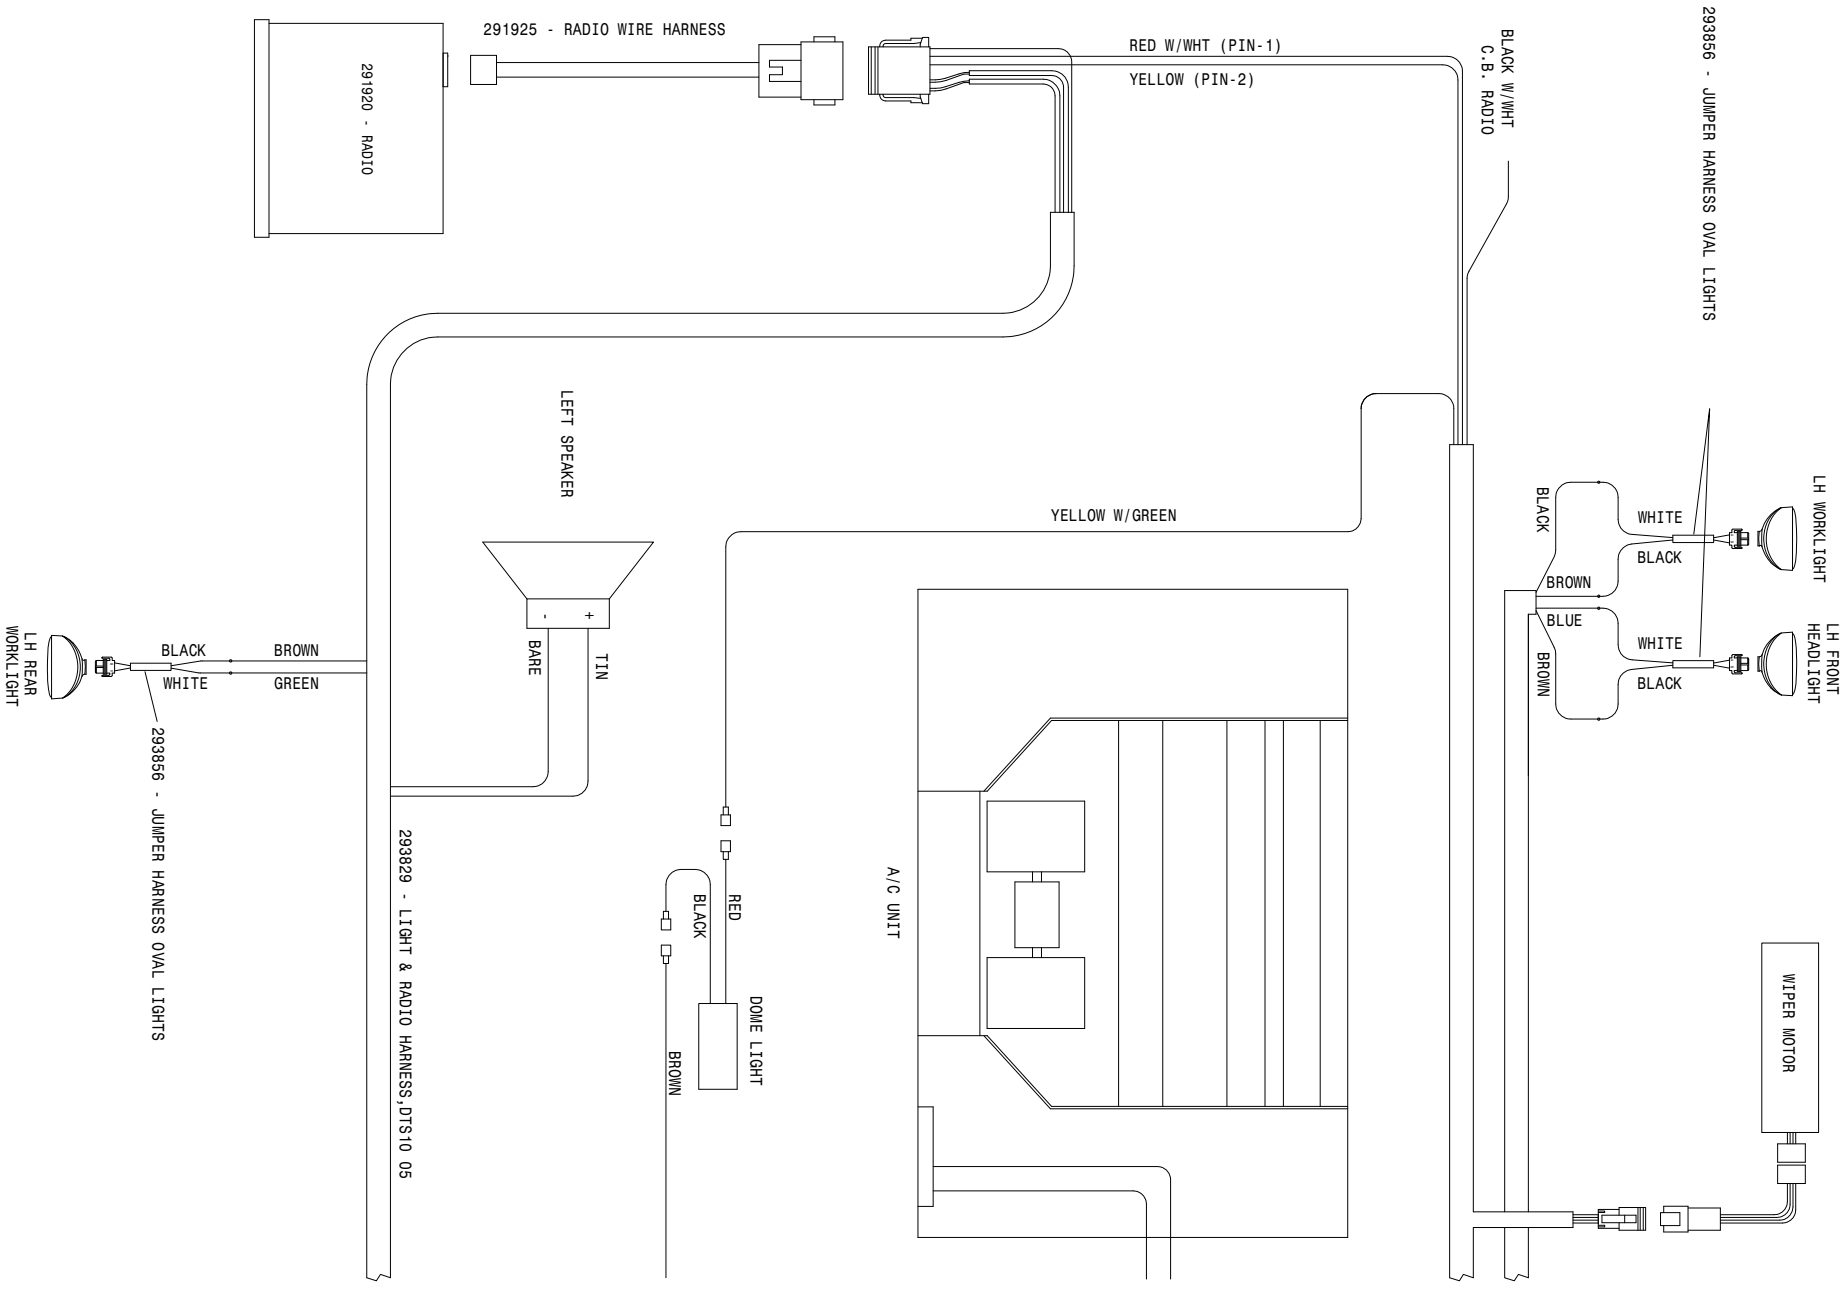 291925 - RADIO WIRE HARNESS
291920 - RADIO
RED W/WHT (PIN-1)
YELLOW (PIN-2)
BLACK W/WHT
C.B. RADIO
293856 - JUMPER HARNESS OVAL LIGHTS
LEFT SPEAKER
-
+
BARE
TIN
YELLOW W/GREEN
BLACK
WHITE
BLACK
BROWN
BLUE
BROWN
WHITE
BLACK
LH WORKLIGHT
LH FRONT
HEADLIGHT
LH REAR
WORKLIGHT
BLACK
WHITE
BROWN
GREEN
293856 - JUMPER HARNESS OVAL LIGHTS
293829 - LIGHT & RADIO HARNESS,DTS10 05
RED
BLACK
BROWN
DOME LIGHT
A/C UNIT
WIPER MOTOR